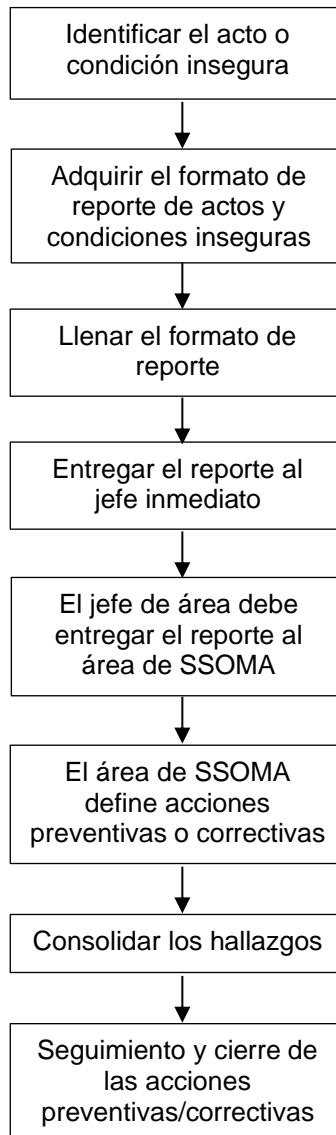 Identificar el acto o
condición insegura
Adquirir el formato de
reporte de actos y
condiciones inseguras
Llenar el formato de
reporte
Entregar el reporte al
jefe inmediato
El jefe de área debe
entregar el reporte al
área de SSOMA
El área de SSOMA
define acciones
preventivas o correctivas
Consolidar los hallazgos
Seguimiento y cierre de
las acciones
preventivas/correctivas